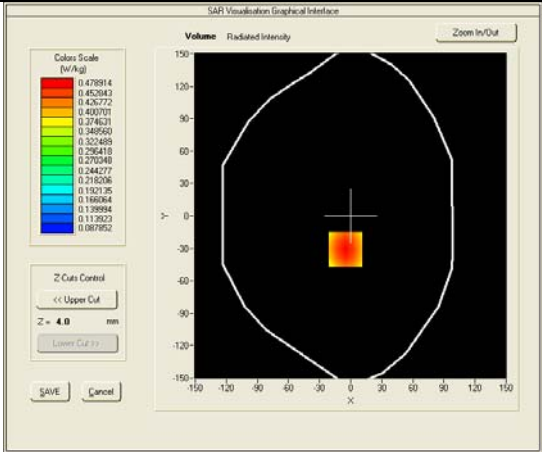 SAR Visualisation Graphical Interface
Volume Radiated Intensity
Zoom In/Out
Colors Scale
(W/kg)
0.478914
0.452843
0.426772
0.400701
0.374631
0.348560
0.322489
0.296418
0.270348
0.244277
0.218206
0.192135
0.166064
0.139994
0.113923
0.087852
Z-Cuts Control
<< Upper Cut
Z = 4.0 mm
Lower Cut >>
SAVE Cancel
150-
120-
90-
60-
30-
Y 0-
-30-
-60-
-90-
-120-
-150-
-150 -120 -90 -60 -30 0 30 60 90 120 150
X